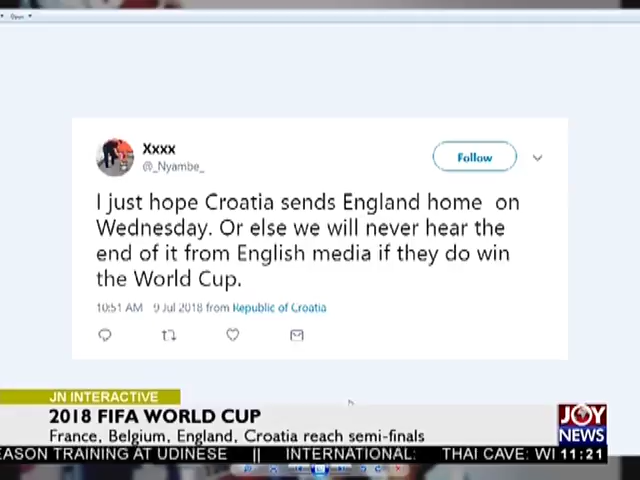 Open
Xxxx
@_Nyambe_
Follow
I just hope Croatia sends England home on
Wednesday. Or else we will never hear the
end of it from English media if they do win
the World Cup.
10:51 AM 9 Jul 2018 from Republic of Croatia
JN INTERACTIVE
2018 FIFA WORLD CUP
France, Belgium, England, Croatia reach semi-finals
JOY
NEWS
EASON TRAINING AT UDINESE || INTERNATIONAL: THAI CAVE: WI 11:21